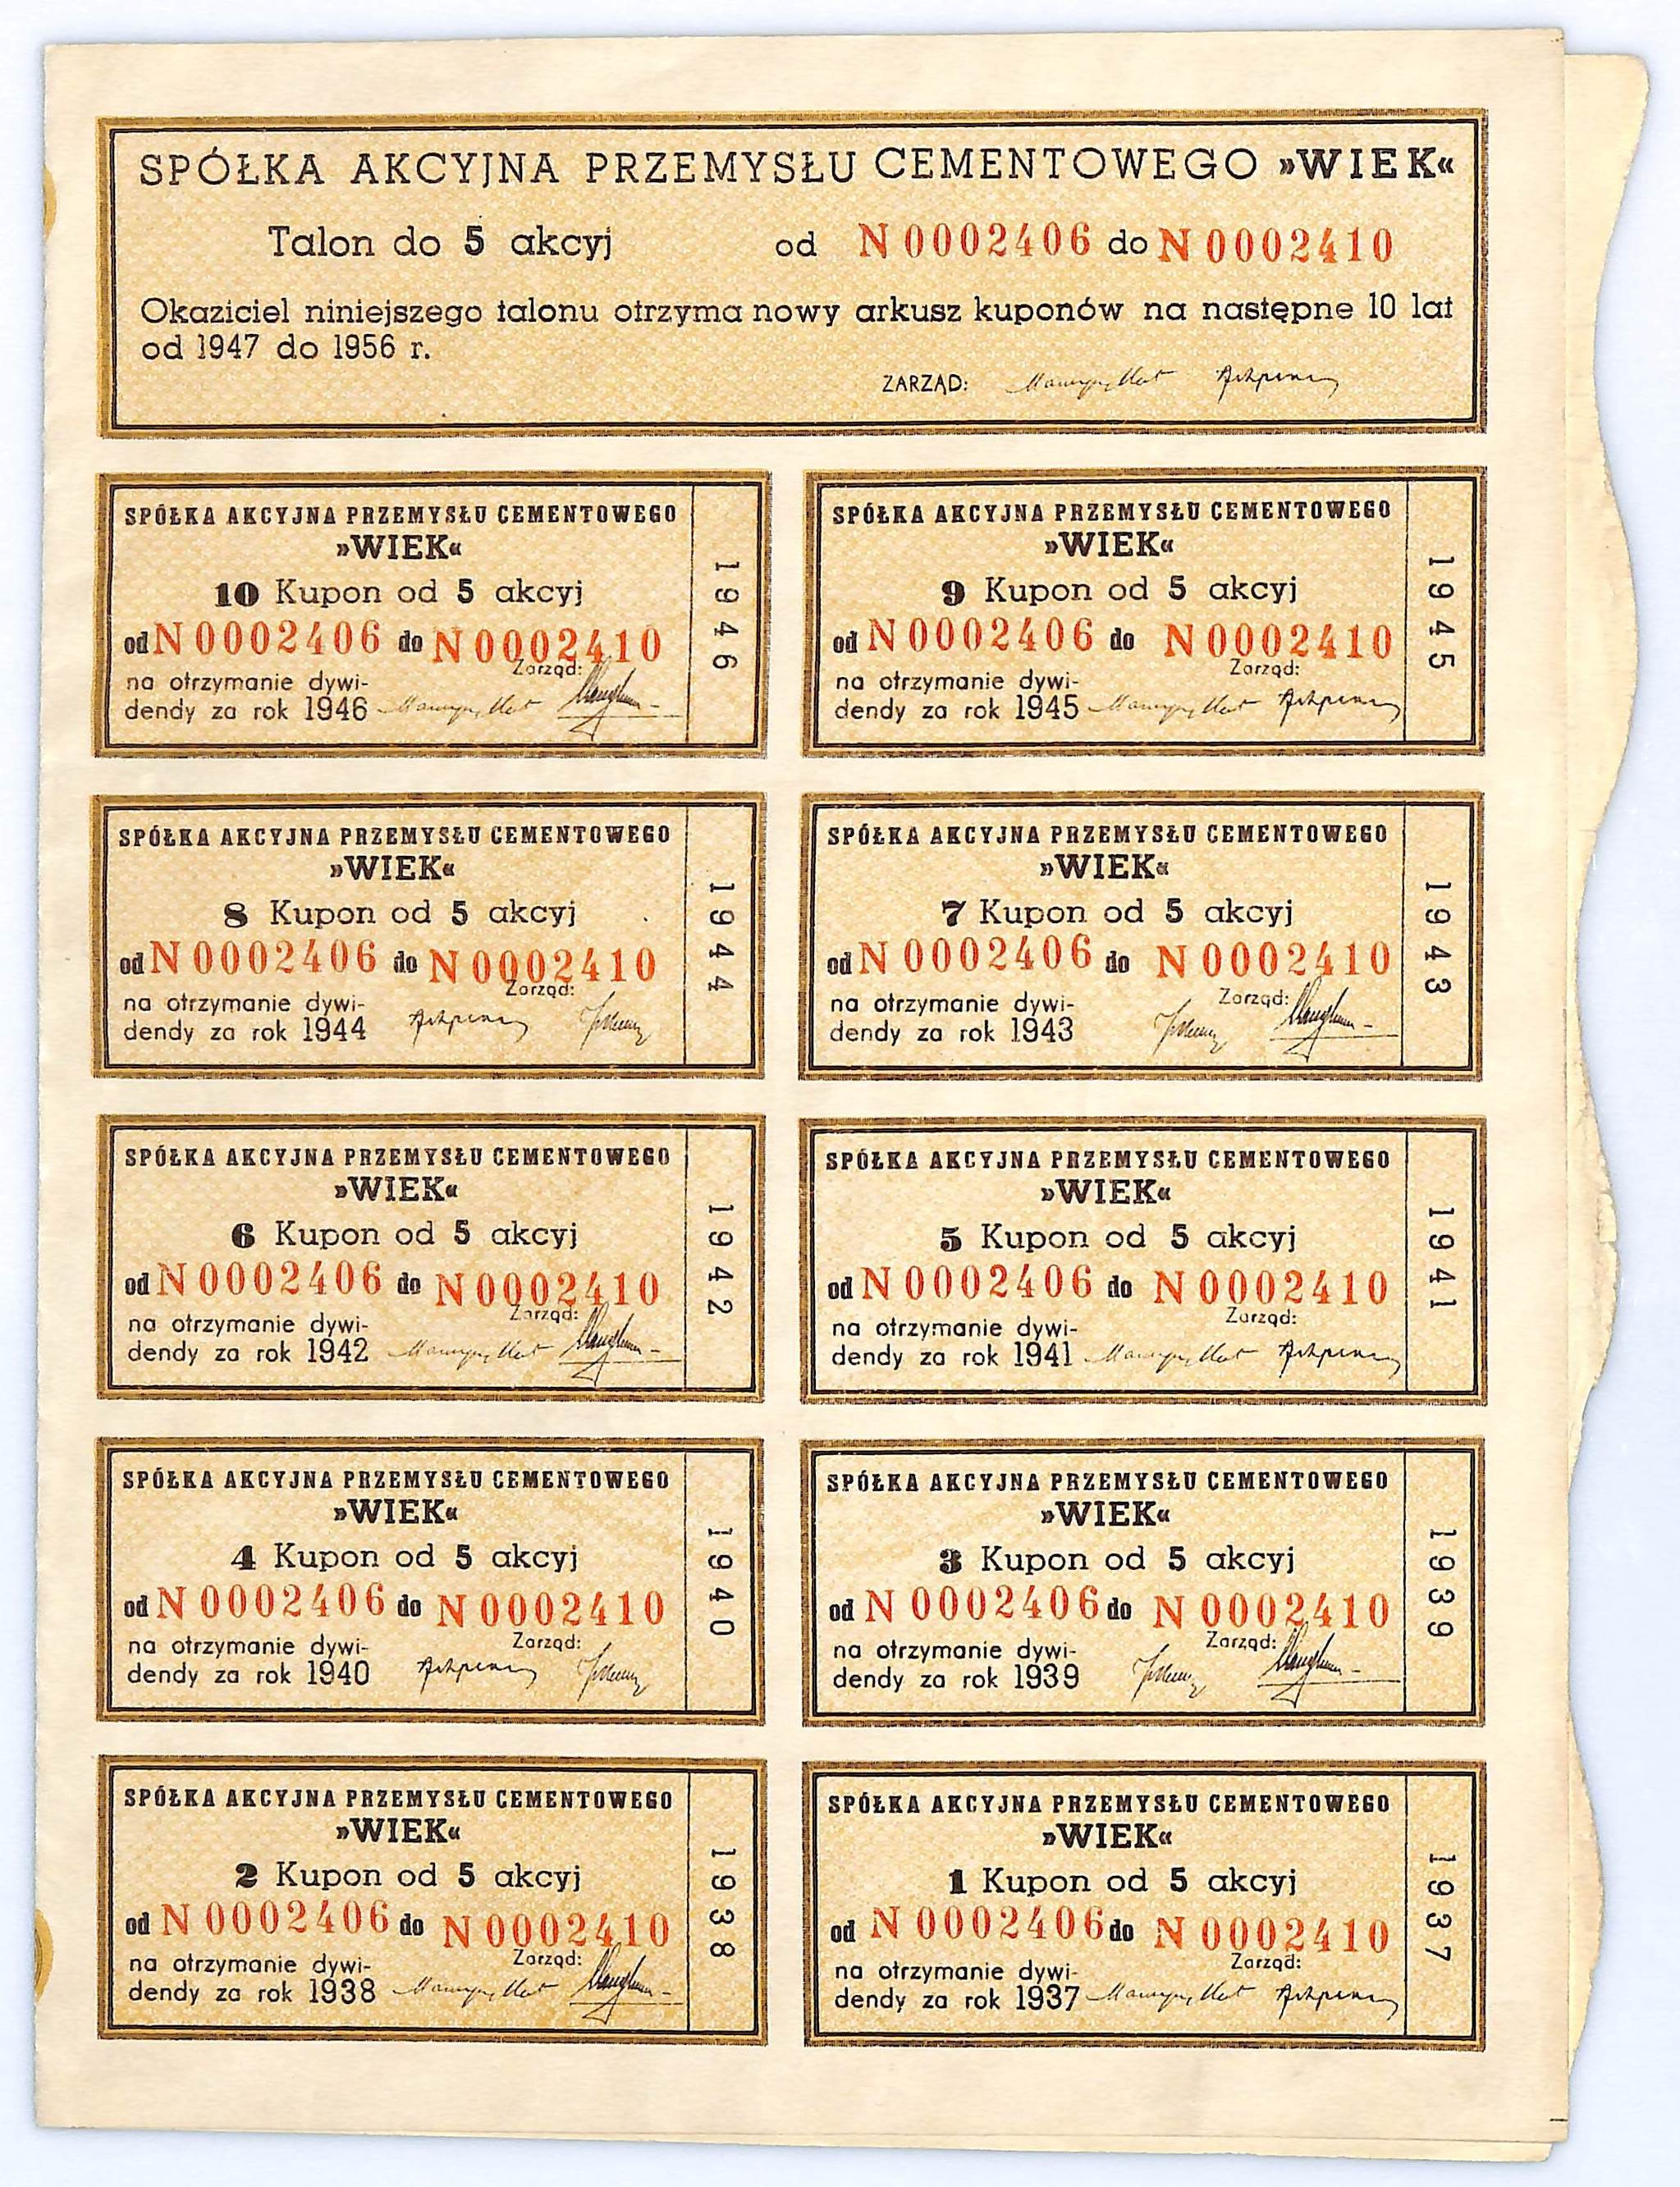 SPÓŁKA AKCYJNA PRZEMYSŁU CEMENTOWEGO »WIEK«
Talon do 5 akcyj od N 0002406 do N 0002410
Okaziciel niniejszego talonu otrzyma nowy arkusz kuponów na następne 10 lat
od 1947 do 1956 r.
ZARZĄD:
SPÓŁKA AKCYJNA PRZEMYSŁU CEMENTOWEGO
»WIEK«
10 Kupon od 5 akcyj
od N 0002406 do N 0002410
Zarząd:
na otrzymanie dywi-
dendy za rok 1946
1946
SPÓŁKA AKCYJNA PRZEMYSŁU CEMENTOWEGO
»WIEK«
9 Kupon od 5 akcyj
od N 0002406 do N 0002410
Zarząd:
na otrzymanie dywi-
dendy za rok 1945
1945
SPÓŁKA AKCYJNA PRZEMYSŁU CEMENTOWEGO
»WIEK«
8 Kupon od 5 akcyj
od N 0002406 do N 0002410
Zarząd:
na otrzymanie dywi-
dendy za rok 1944
1944
SPÓŁKA AKCYJNA PRZEMYSŁU CEMENTOWEGO
»WIEK«
7 Kupon od 5 akcyj
od N 0002406 do N 0002410
Zarząd:
na otrzymanie dywi-
dendy za rok 1943
1943
SPÓŁKA AKCYJNA PRZEMYSŁU CEMENTOWEGO
»WIEK«
6 Kupon od 5 akcyj
od N 0002406 do N 0002410
Zarząd:
na otrzymanie dywi-
dendy za rok 1942
1942
SPÓŁKA AKCYJNA PRZEMYSŁU CEMENTOWEGO
»WIEK«
5 Kupon od 5 akcyj
od N 0002406 do N 0002410
Zarząd:
na otrzymanie dywi-
dendy za rok 1941
1941
SPÓŁKA AKCYJNA PRZEMYSŁU CEMENTOWEGO
»WIEK«
4 Kupon od 5 akcyj
od N 0002406 do N 0002410
Zarząd:
na otrzymanie dywi-
dendy za rok 1940
1940
SPÓŁKA AKCYJNA PRZEMYSŁU CEMENTOWEGO
»WIEK«
3 Kupon od 5 akcyj
od N 0002406 do N 0002410
Zarząd:
na otrzymanie dywi-
dendy za rok 1939
1939
SPÓŁKA AKCYJNA PRZEMYSŁU CEMENTOWEGO
»WIEK«
2 Kupon od 5 akcyj
od N 0002406 do N 0002410
Zarząd:
na otrzymanie dywi-
dendy za rok 1938
1938
SPÓŁKA AKCYJNA PRZEMYSŁU CEMENTOWEGO
»WIEK«
1 Kupon od 5 akcyj
od N 0002406 do N 0002410
Zarząd:
na otrzymanie dywi-
dendy za rok 1937
1937